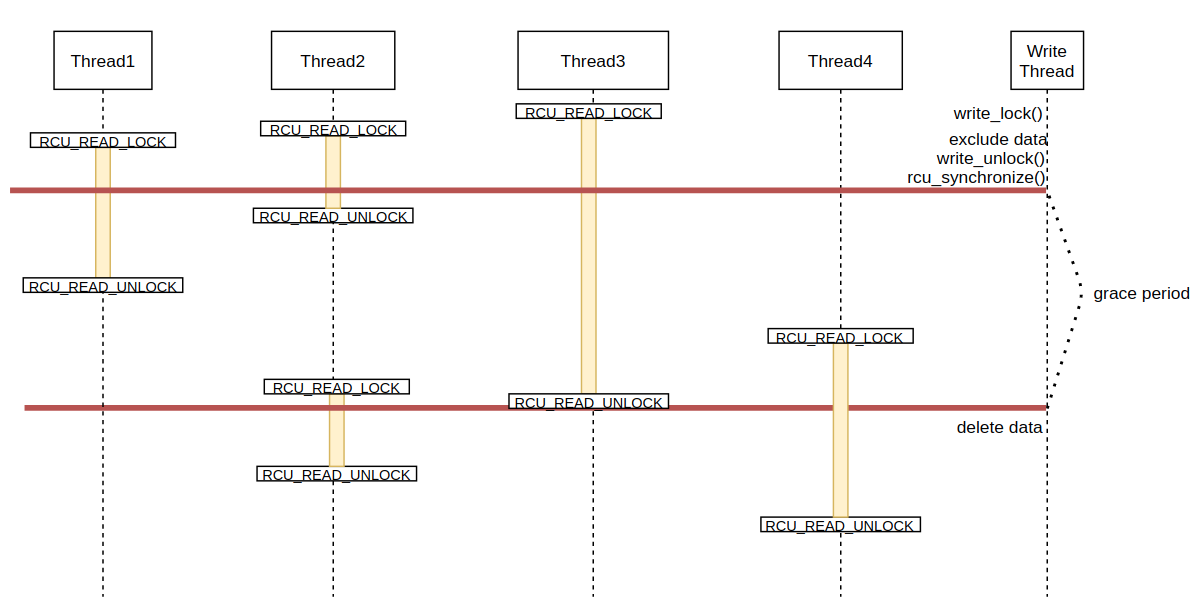 Thread1
Thread2
Thread3
Thread4
Write
Thread
RCU_READ_LOCK
write_lock()
RCU_READ_LOCK
RCU_READ_LOCK
exclude data
write_unlock()
rcu_synchronize()
RCU_READ_UNLOCK
RCU_READ_UNLOCK
grace period
RCU_READ_LOCK
RCU_READ_LOCK
RCU_READ_UNLOCK
delete data
RCU_READ_UNLOCK
RCU_READ_UNLOCK